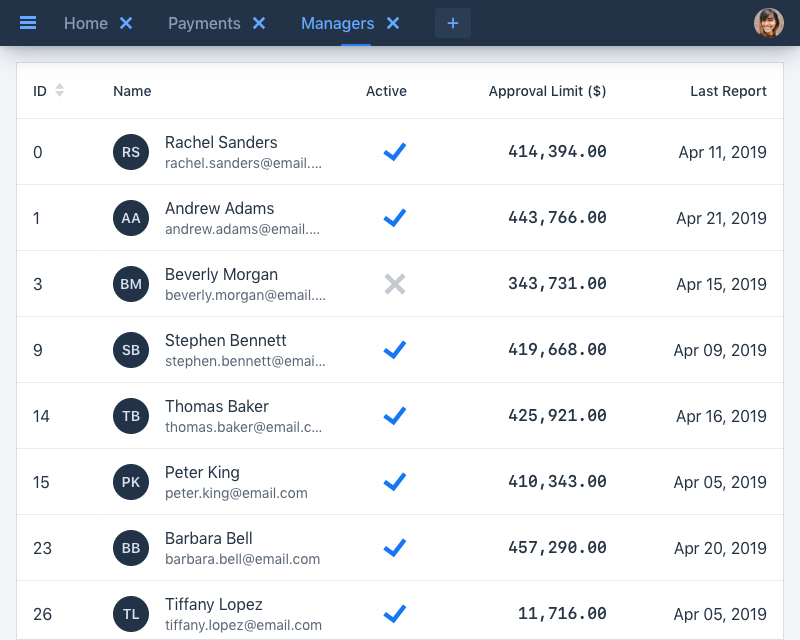 Home Payments Managers +
ID Name Active Approval Limit ($) Last Report
0 RS Rachel Sanders 414,394.00 Apr 11, 2019
rachel.sanders@email....
1 AA Andrew Adams 443,766.00 Apr 21, 2019
andrew.adams@email....
3 BM Beverly Morgan 343,731.00 Apr 15, 2019
beverly.morgan@email....
9 SB Stephen Bennett 419,668.00 Apr 09, 2019
stephen.bennett@emai...
14 TB Thomas Baker 425,921.00 Apr 16, 2019
thomas.baker@email.c...
15 PK Peter King 410,343.00 Apr 05, 2019
peter.king@email.com
23 BB Barbara Bell 457,290.00 Apr 20, 2019
barbara.bell@email.com
26 TL Tiffany Lopez 11,716.00 Apr 05, 2019
tiffany.lopez@email.com